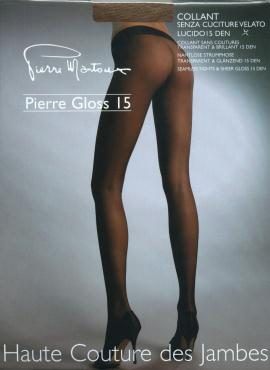 COLLANT
SENZA CUCITURE VELATO
LUCIDO 15 DEN
COLLANT SANS COUTURES
TRANSPARENT & BRILLANT 15 DEN
NAHTLOSE STRUMPHOSE
TRANSPARENT & GLÄNZEND 15 DEN
SEAMLESS TIGHTS & SHEER GLOSS 15 DEN
Pierre Mantoux
Pierre Gloss 15
Haute Couture des Jambes